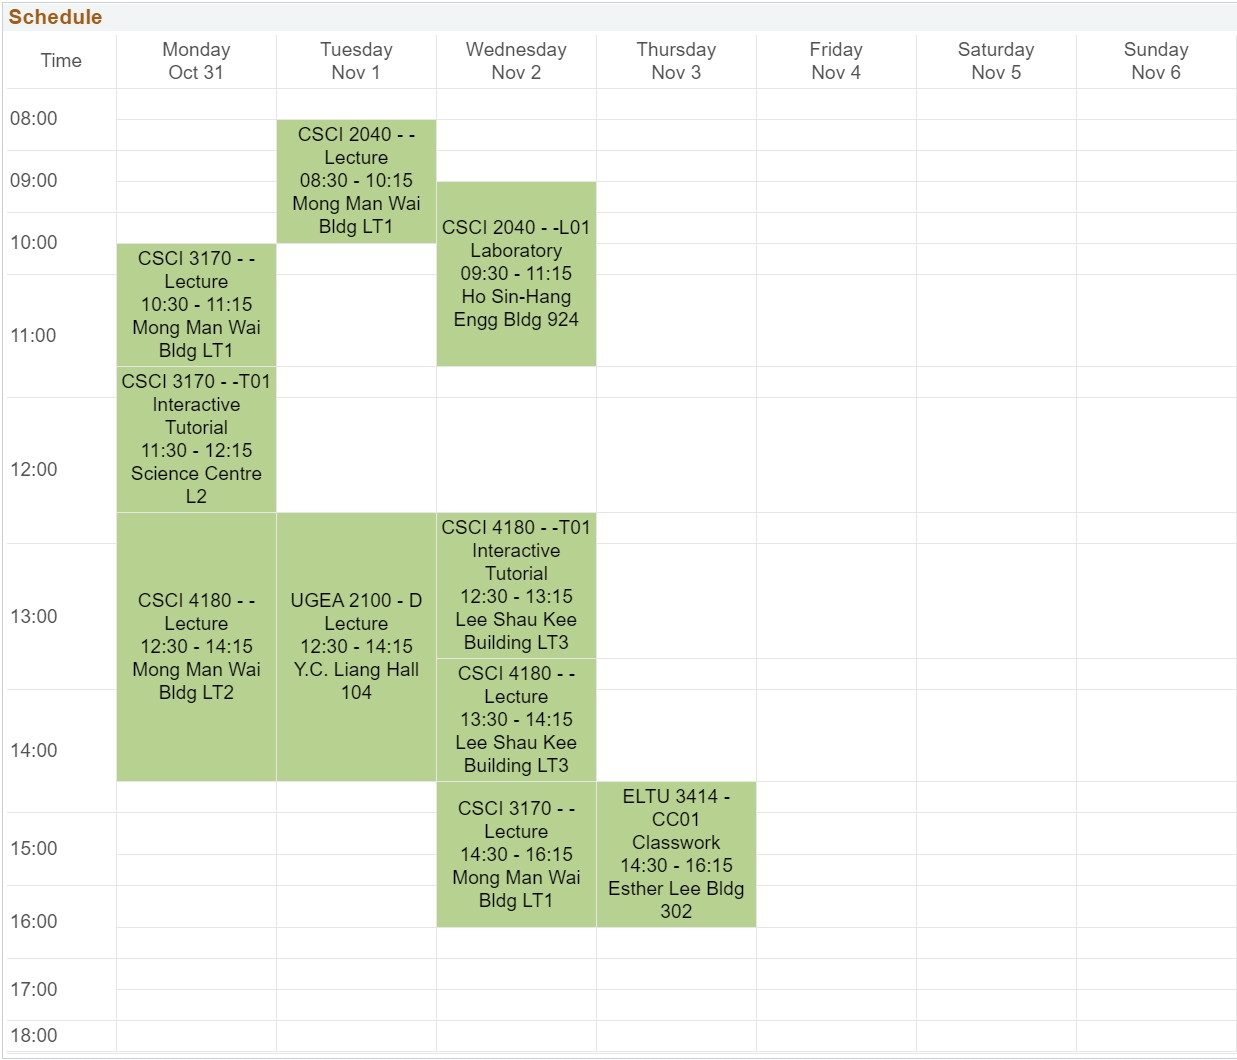 Schedule
Time
Monday
Oct 31
Tuesday
Nov 1
Wednesday
Nov 2
Thursday
Nov 3
Friday
Nov 4
Saturday
Nov 5
Sunday
Nov 6
08:00
09:00
10:00
11:00
12:00
13:00
14:00
15:00
16:00
17:00
18:00
CSCI 3170 - -
Lecture
10:30 - 11:15
Mong Man Wai
Bldg LT1
CSCI 3170 - -T01
Interactive
Tutorial
11:30 - 12:15
Science Centre
L2
CSCI 4180 - -
Lecture
12:30 - 14:15
Mong Man Wai
Bldg LT2
CSCI 2040 - -
Lecture
08:30 - 10:15
Mong Man Wai
Bldg LT1
UGEA 2100 - D
Lecture
12:30 - 14:15
Y.C. Liang Hall
104
CSCI 2040 - -L01
Laboratory
09:30 - 11:15
Ho Sin-Hang
Engg Bldg 924
CSCI 4180 - -T01
Interactive
Tutorial
12:30 - 13:15
Lee Shau Kee
Building LT3
CSCI 4180 - -
Lecture
13:30 - 14:15
Lee Shau Kee
Building LT3
CSCI 3170 - -
Lecture
14:30 - 16:15
Mong Man Wai
Bldg LT1
ELTU 3414 -
CC01
Classwork
14:30 - 16:15
Esther Lee Bldg
302